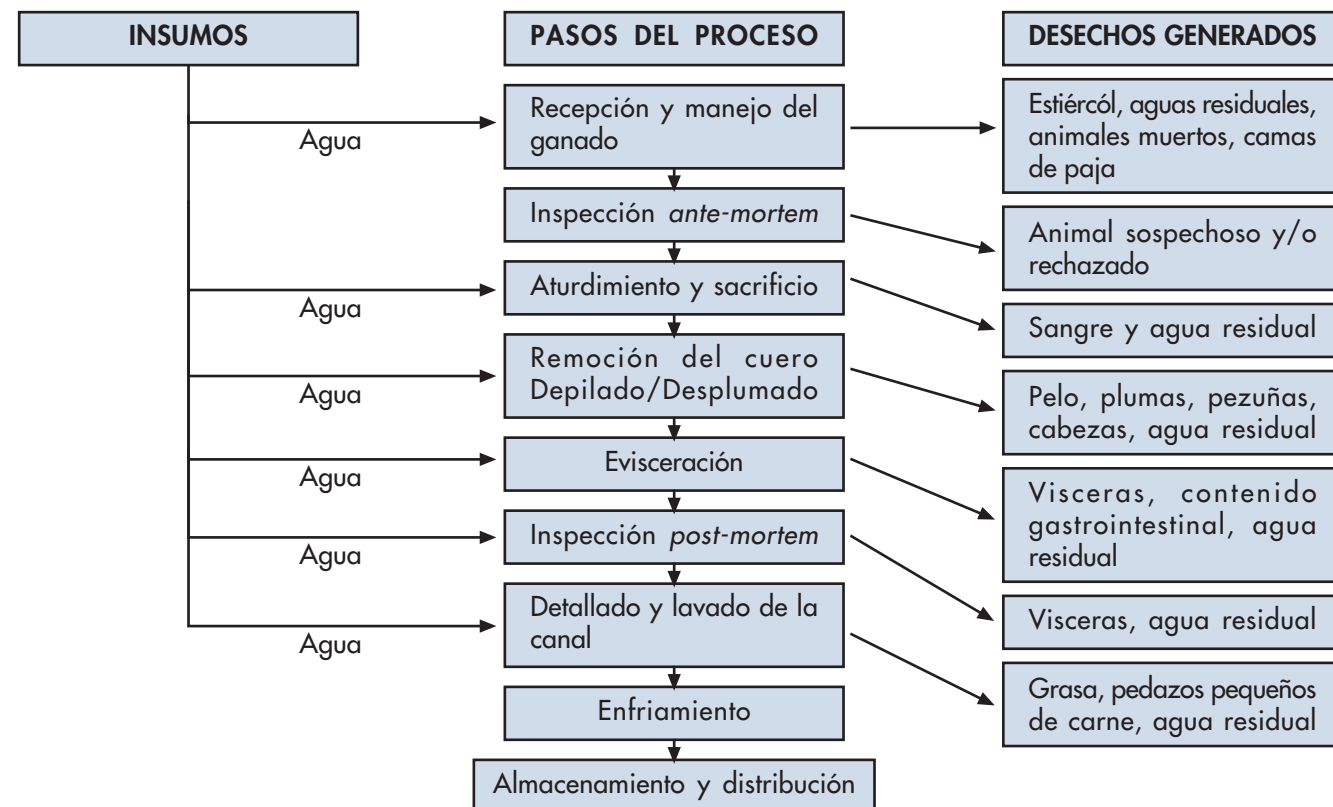 INSUMOS
PASOS DEL PROCESO
DESECHOS GENERADOS
Agua
Recepción y manejo del
ganado
Estiércól, aguas residuales,
animales muertos, camas
de paja
Inspección ante-mortem
Animal sospechoso y/o
rechazado
Agua
Aturdimiento y sacrificio
Sangre y agua residual
Agua
Remoción del cuero
Depilado/Desplumado
Pelo, plumas, pezuñas,
cabezas, agua residual
Agua
Evisceración
Visceras, contenido
gastrointestinal, agua
residual
Agua
Inspección post-mortem
Visceras, agua residual
Agua
Detallado y lavado de la
canal
Grasa, pedazos pequeños
de carne, agua residual
Enfriamiento
Almacenamiento y distribución